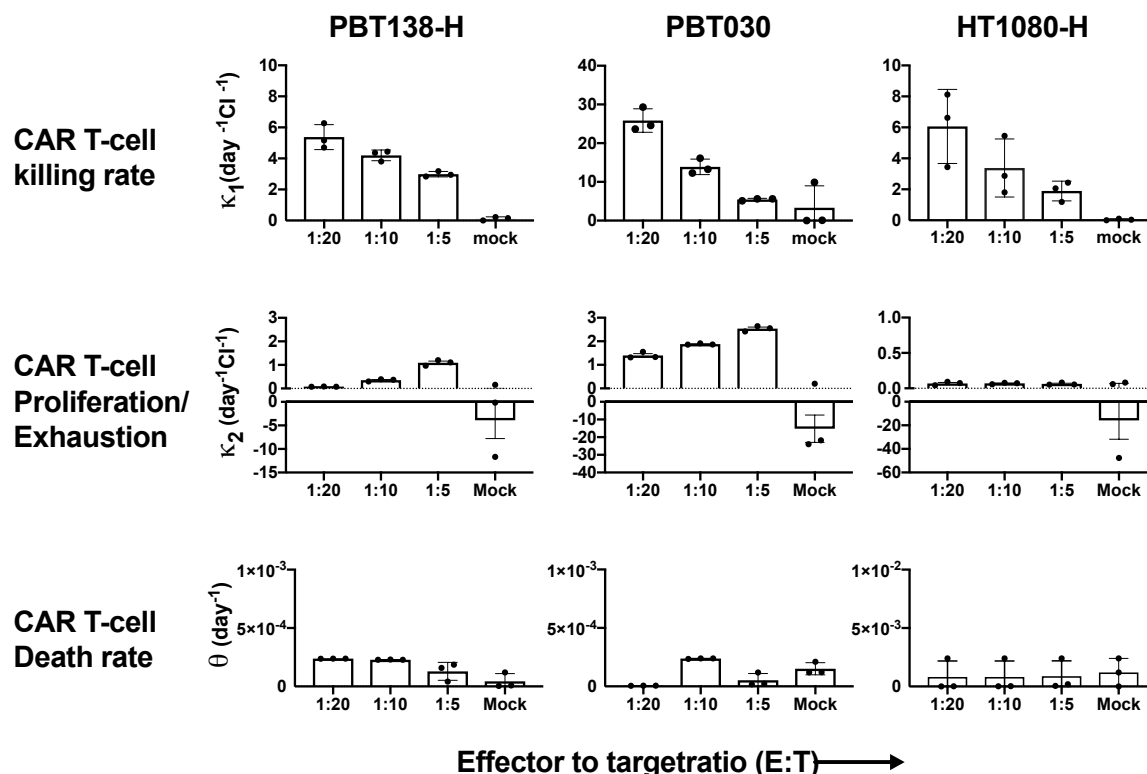 PBT138-H PBT030 HT1080-H
CAR T-cell
killing rate
κ1(day -1CI -1)
10
8
6
4
2
0
1:20 1:10 1:5 mock
40
30
20
10
0
1:20 1:10 1:5 mock
10
8
6
4
2
0
1:20 1:10 1:5 mock
CAR T-cell
Proliferation/
Exhaustion
κ2 (day-1CI-1)
3
2
1
0
0
-5
-10
-15
1:20 1:10 1:5 Mock
3
2
1
0
0
-10
-20
-30
-40
1:20 1:10 1:5 Mock
1.0
0.5
0.0
0
-20
-40
-60
1:20 1:10 1:5 Mock
CAR T-cell
Death rate
θ (day-1)
1×10-3
5×10-4
0
1:20 1:10 1:5 Mock
1×10-3
5×10-4
0
1:20 1:10 1:5 Mock
1×10-2
5×10-3
0
1:20 1:10 1:5 Mock
Effector to targetratio (E:T)